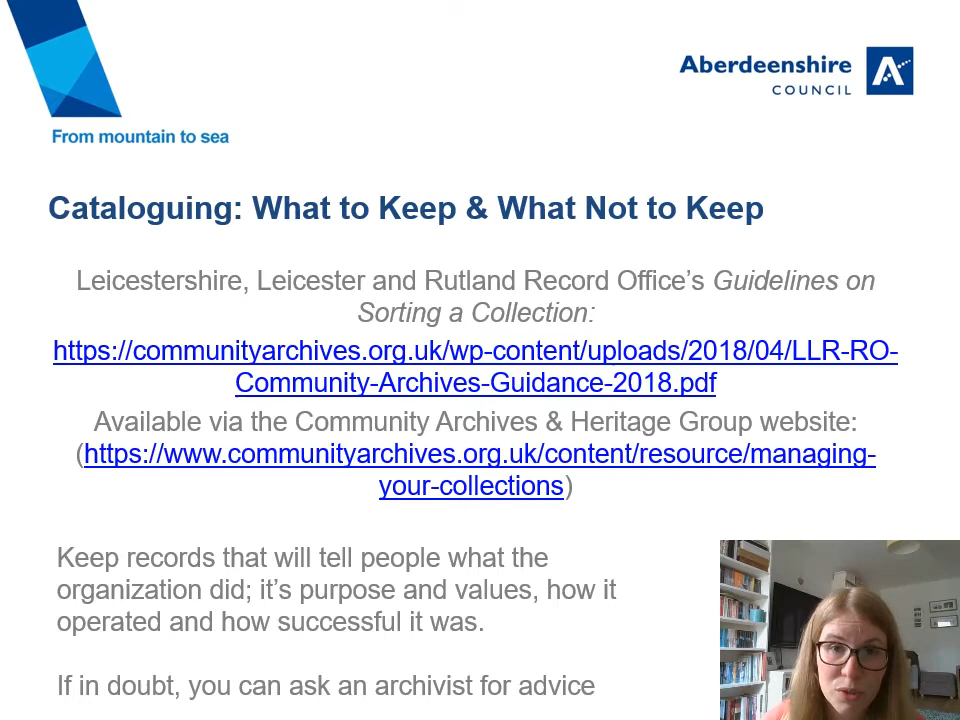 Aberdeenshire
COUNCIL
From mountain to sea
Cataloguing: What to Keep & What Not to Keep
Leicestershire, Leicester and Rutland Record Office's Guidelines on
Sorting a Collection:
https://communityarchives.org.uk/wp-content/uploads/2018/04/LLR-RO-
Community-Archives-Guidance-2018.pdf
Available via the Community Archives & Heritage Group website:
(https://www.communityarchives.org.uk/content/resource/managing-
your-collections)
Keep records that will tell people what the
organization did; it's purpose and values, how it
operated and how successful it was.
If in doubt, you can ask an archivist for advice